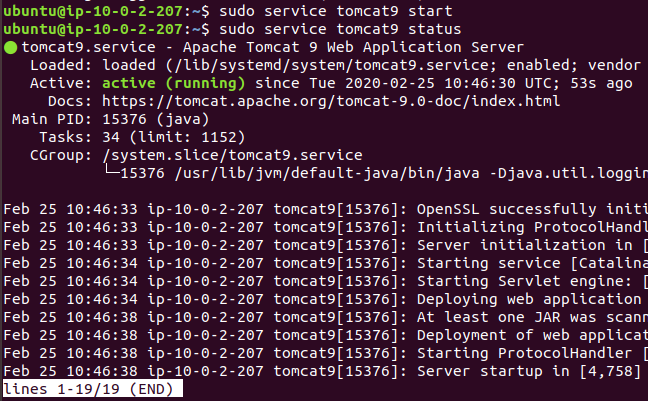 ubuntu@ip-10-0-2-207:~$ sudo service tomcat9 start
ubuntu@ip-10-0-2-207:~$ sudo service tomcat9 status
● tomcat9.service - Apache Tomcat 9 Web Application Server
   Loaded: loaded (/lib/systemd/system/tomcat9.service; enabled; vendor
   Active: active (running) since Tue 2020-02-25 10:46:30 UTC; 53s ago
     Docs: https://tomcat.apache.org/tomcat-9.0-doc/index.html
 Main PID: 15376 (java)
    Tasks: 34 (limit: 1152)
   CGroup: /system.slice/tomcat9.service
           └─15376 /usr/lib/jvm/default-java/bin/java -Djava.util.loggin
Feb 25 10:46:33 ip-10-0-2-207 tomcat9[15376]: OpenSSL successfully initi
Feb 25 10:46:33 ip-10-0-2-207 tomcat9[15376]: Initializing ProtocolHandl
Feb 25 10:46:33 ip-10-0-2-207 tomcat9[15376]: Server initialization in [
Feb 25 10:46:34 ip-10-0-2-207 tomcat9[15376]: Starting service [Catalina
Feb 25 10:46:34 ip-10-0-2-207 tomcat9[15376]: Starting Servlet engine: [
Feb 25 10:46:34 ip-10-0-2-207 tomcat9[15376]: Deploying web application
Feb 25 10:46:38 ip-10-0-2-207 tomcat9[15376]: At least one JAR was scann
Feb 25 10:46:38 ip-10-0-2-207 tomcat9[15376]: Deployment of web applicat
Feb 25 10:46:38 ip-10-0-2-207 tomcat9[15376]: Starting ProtocolHandler [
Feb 25 10:46:38 ip-10-0-2-207 tomcat9[15376]: Server startup in [4,758]
lines 1-19/19 (END)